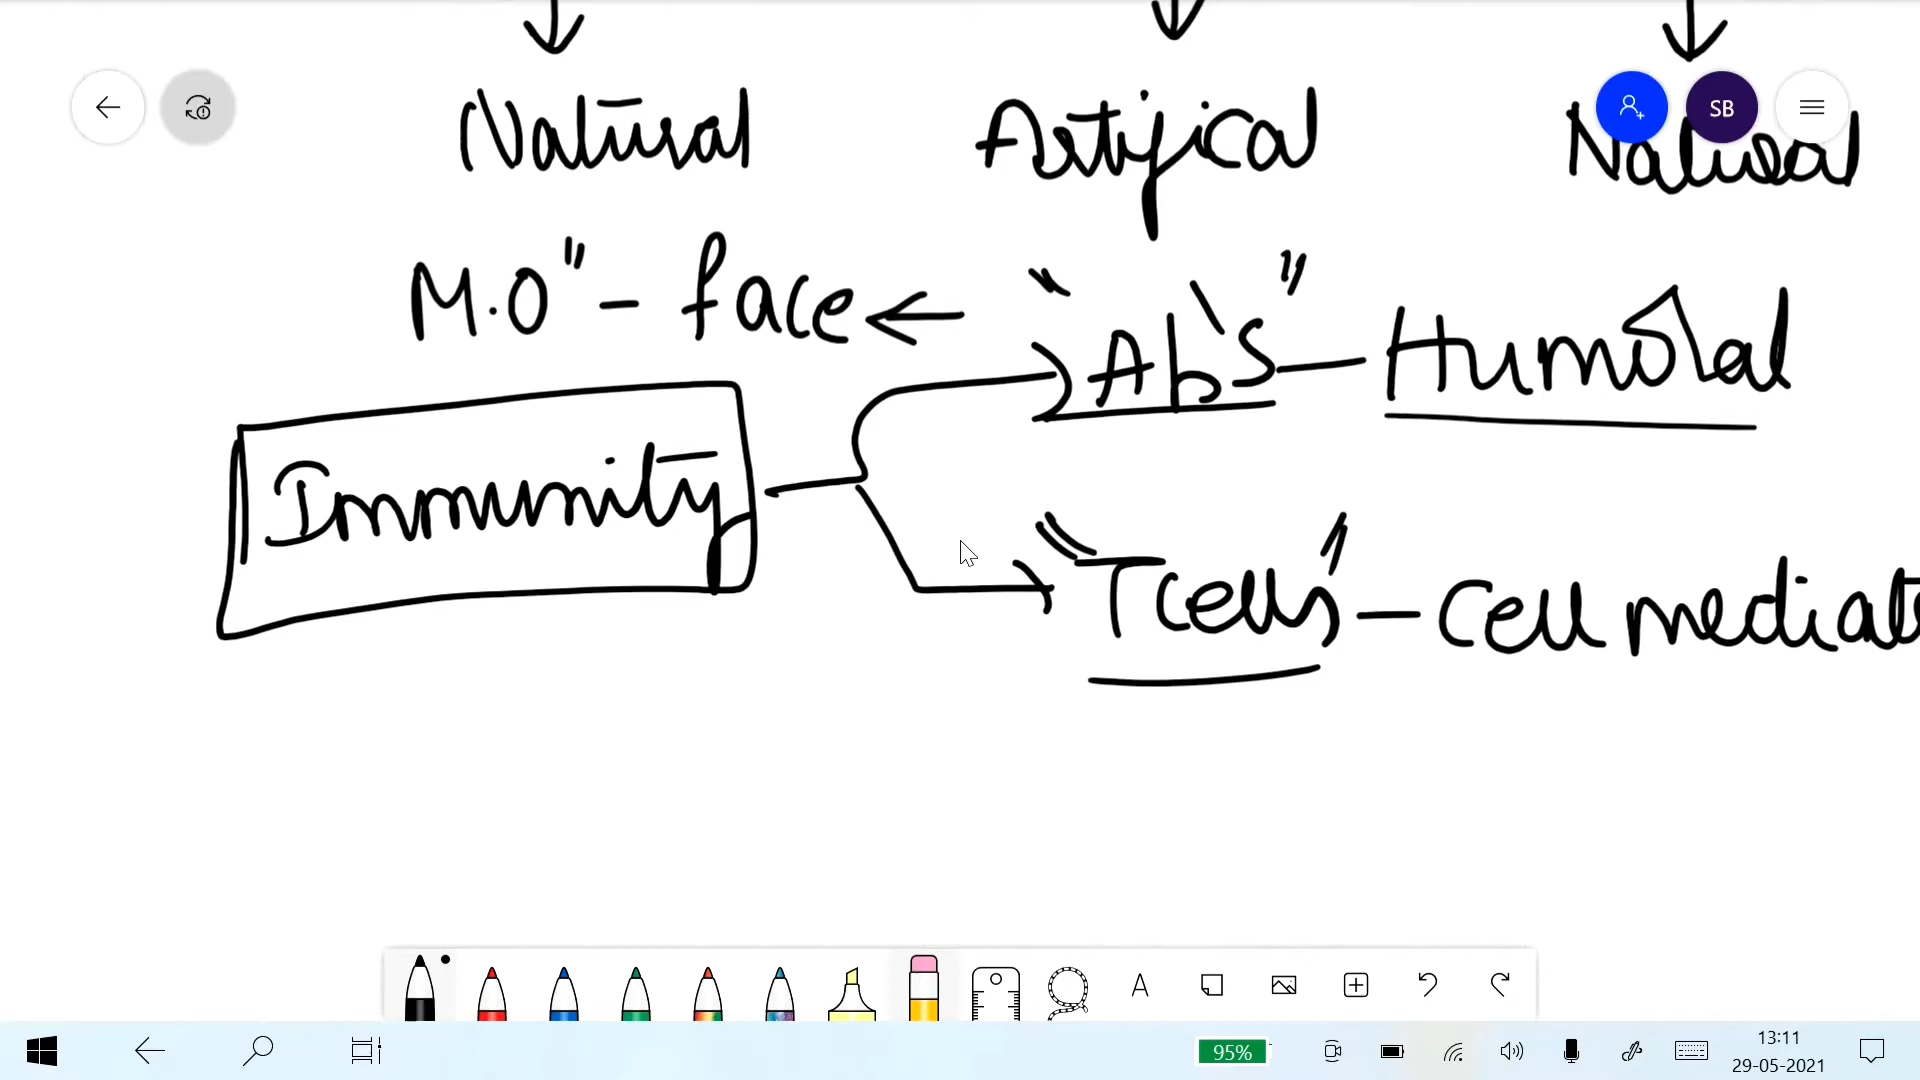 Natural Artifical Natural
SB
M.O" - face ← "Ab's" - Humoral
Immunity
"T cells" - Cell mediat
A
95%
13:11
29-05-2021